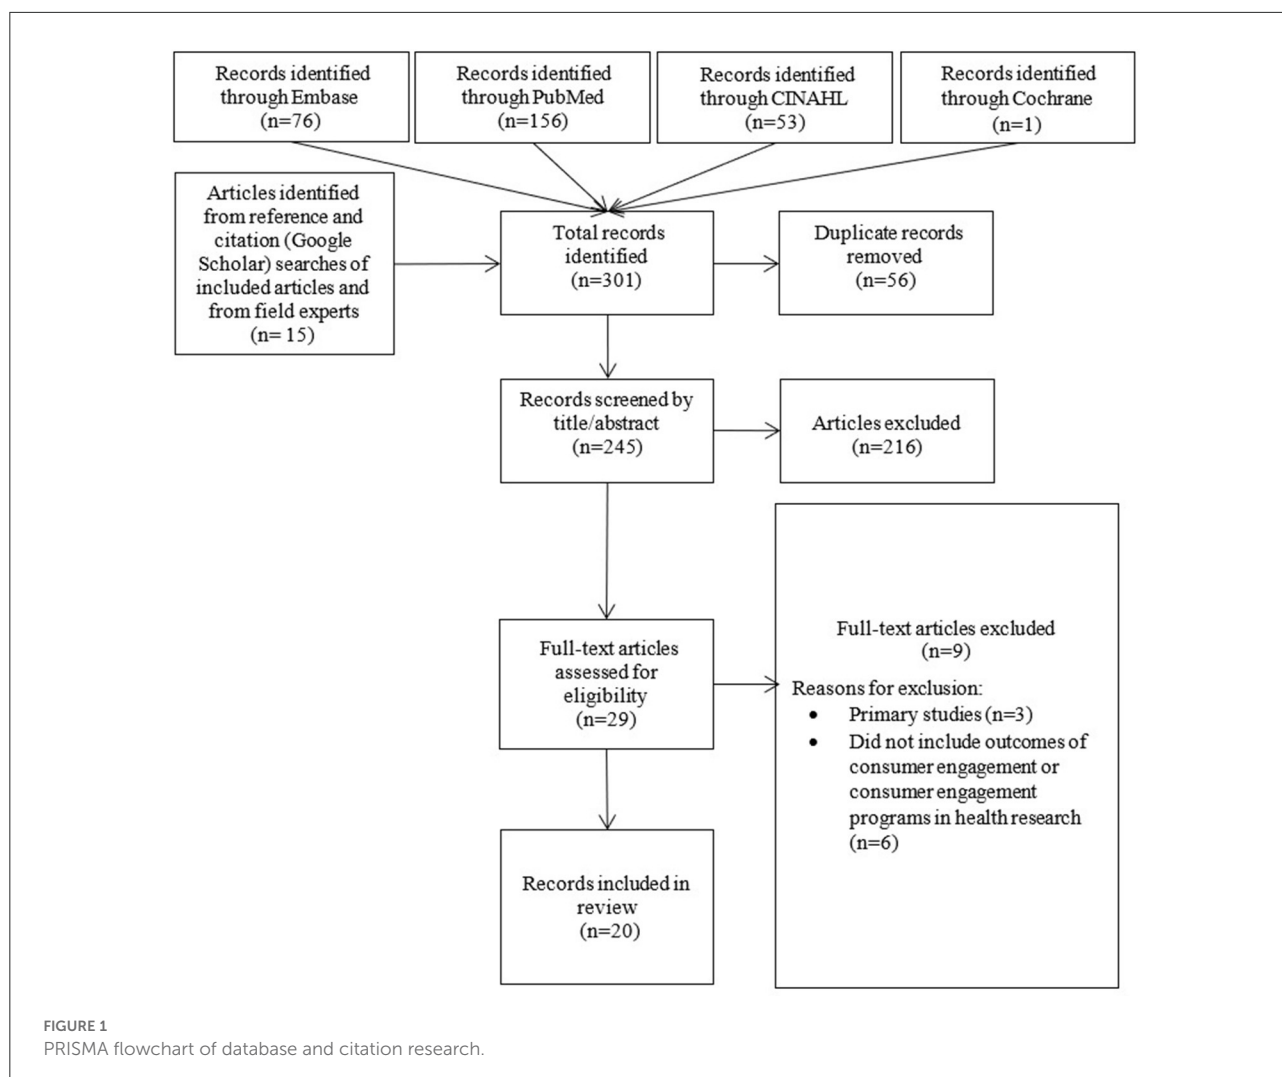 Records identified
through Embase
(n=76)
Records identified
through PubMed
(n=156)
Records identified
through CINAHL
(n=53)
Records identified
through Cochrane
(n=1)
Articles identified
from reference and
citation (Google
Scholar) searches of
included articles and
from field experts
(n= 15)
Total records
identified
(n=301)
Duplicate records
removed
(n=56)
Records screened by
title/abstract
(n=245)
Articles excluded
(n=216)
Full-text articles
assessed for
eligibility
(n=29)
Full-text articles excluded
(n=9)
Reasons for exclusion:
• Primary studies (n=3)
• Did not include outcomes of
consumer engagement or
consumer engagement
programs in health research
(n=6)
Records included in
review
(n=20)
FIGURE 1
PRISMA flowchart of database and citation research.